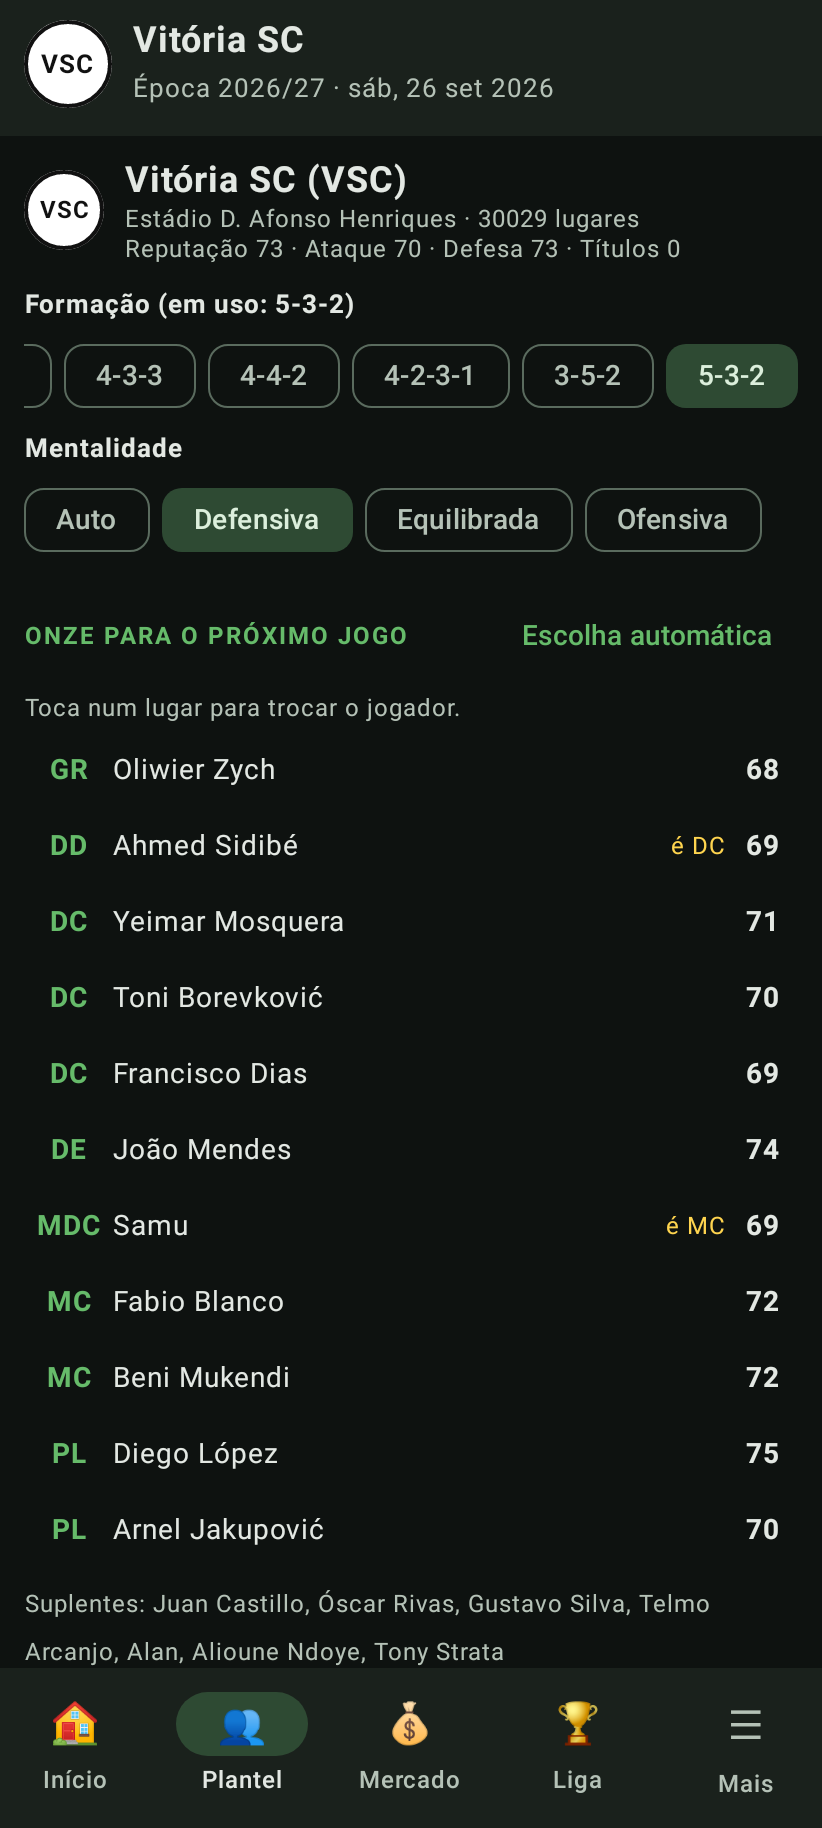 VSC
Vitória SC
Época 2026/27 · sáb, 26 set 2026
VSC
Vitória SC (VSC)
Estádio D. Afonso Henriques · 30029 lugares
Reputação 73 · Ataque 70 · Defesa 73 · Títulos 0
Formação (em uso: 5-3-2)
4-3-3 4-4-2 4-2-3-1 3-5-2 5-3-2
Mentalidade
Auto Defensiva Equilibrada Ofensiva
ONZE PARA O PRÓXIMO JOGO Escolha automática
Toca num lugar para trocar o jogador.
GR Oliwier Zych 68
DD Ahmed Sidibé é DC 69
DC Yeimar Mosquera 71
DC Toni Borevković 70
DC Francisco Dias 69
DE João Mendes 74
MDC Samu é MC 69
MC Fabio Blanco 72
MC Beni Mukendi 72
PL Diego López 75
PL Arnel Jakupović 70
Suplentes: Juan Castillo, Óscar Rivas, Gustavo Silva, Telmo
Arcanjo, Alan, Alioune Ndoye, Tony Strata
Início Plantel Mercado Liga Mais